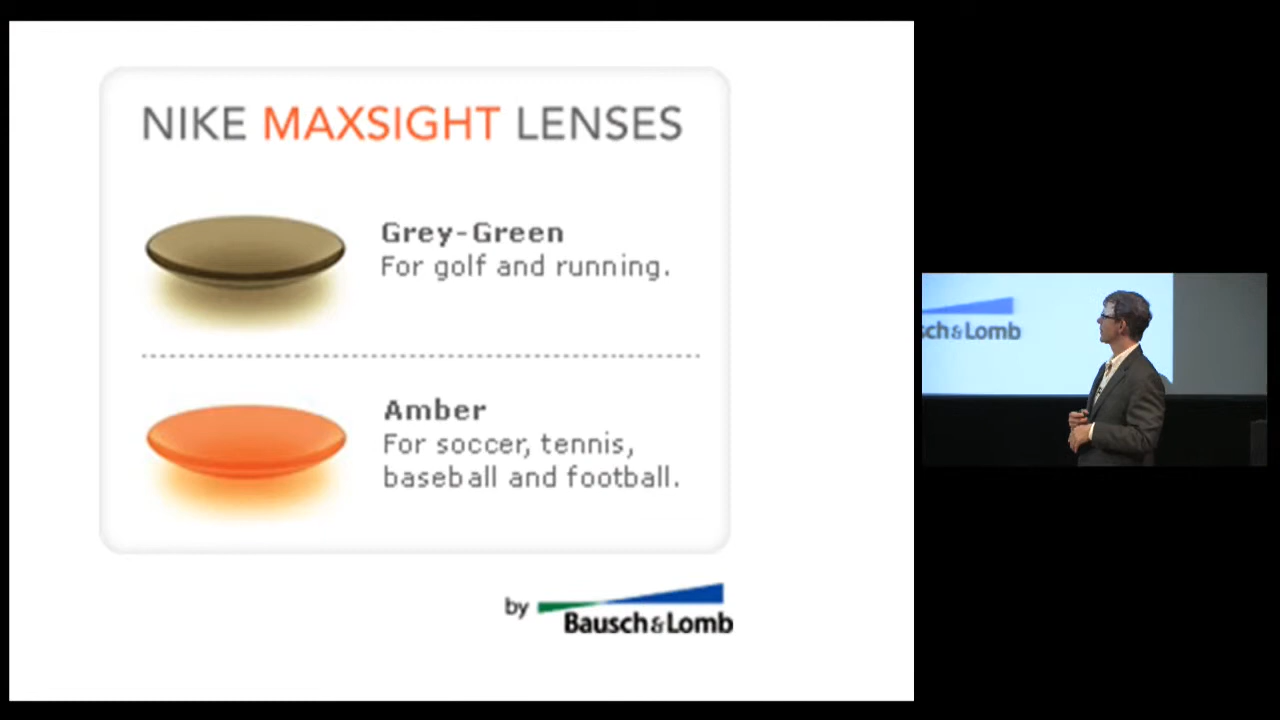 NIKE MAXSIGHT LENSES
Grey-Green
For golf and running.
Amber
For soccer, tennis,
baseball and football.
by
Bausch & Lomb
sch & Lomb